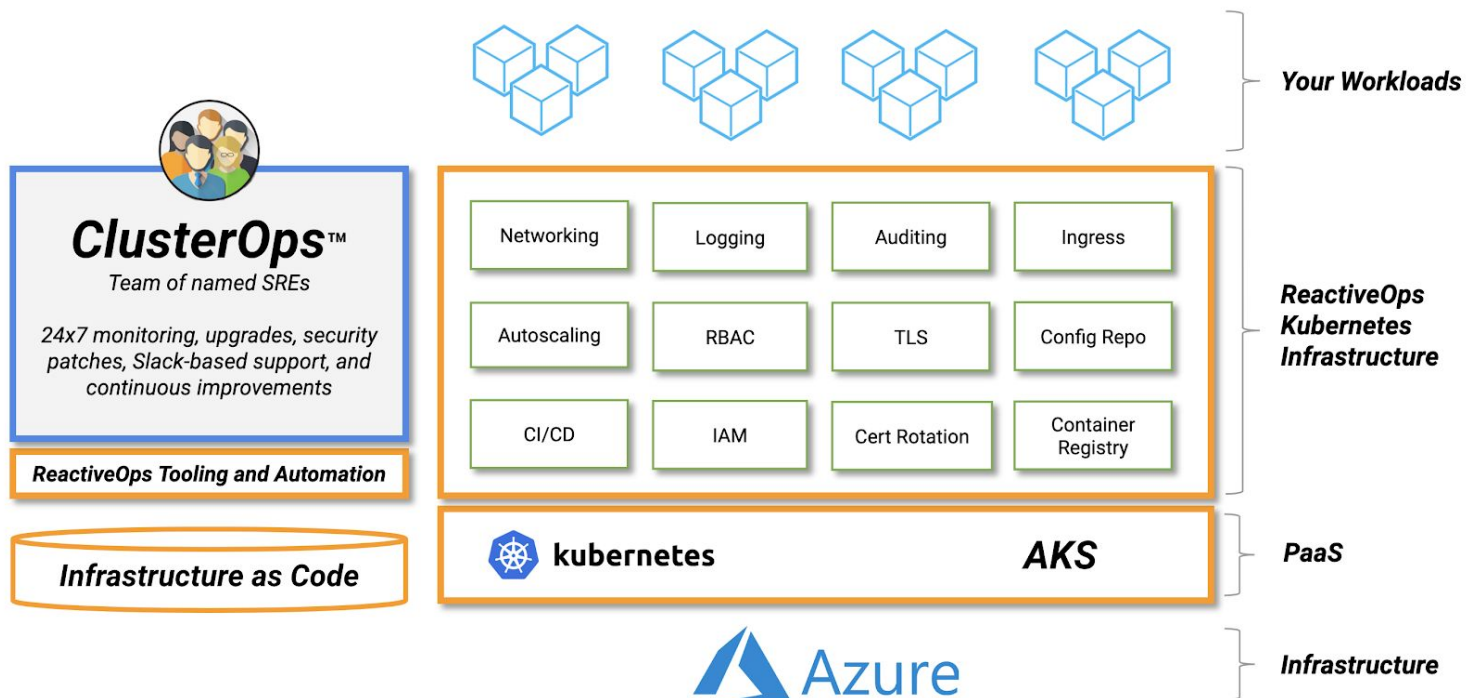 Your Workloads
ClusterOps™
Team of named SREs
24x7 monitoring, upgrades, security
patches, Slack-based support, and
continuous improvements
ReactiveOps Tooling and Automation
Infrastructure as Code
Networking
Logging
Auditing
Ingress
Autoscaling
RBAC
TLS
Config Repo
CI/CD
IAM
Cert Rotation
Container
Registry
ReactiveOps
Kubernetes
Infrastructure
kubernetes
AKS
PaaS
Azure
Infrastructure